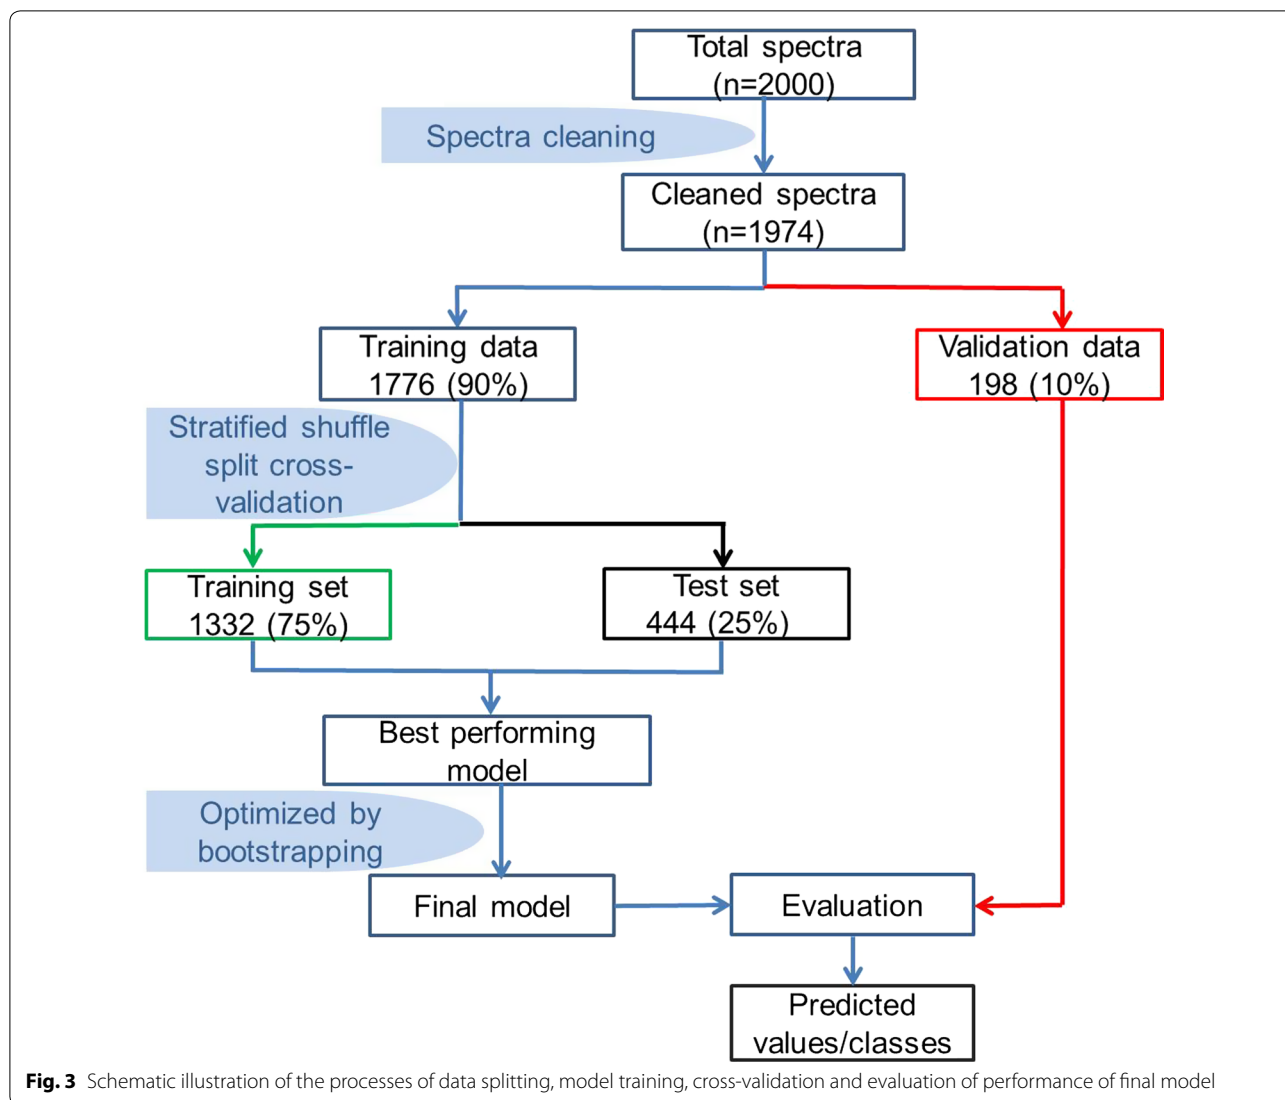 Total spectra
(n=2000)
Spectra cleaning
Cleaned spectra
(n=1974)
Training data
1776 (90%)
Validation data
198 (10%)
Stratified shuffle
split cross-
validation
Training set
1332 (75%)
Test set
444 (25%)
Best performing
model
Optimized by
bootstrapping
Final model
Evaluation
Predicted
values/classes
Fig. 3 Schematic illustration of the processes of data splitting, model training, cross-validation and evaluation of performance of final model